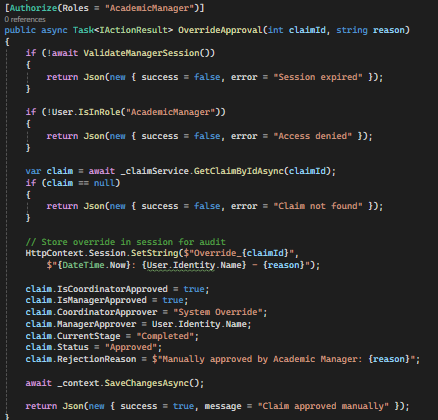 [Authorize(Roles = "AcademicManager")]
0 references
public async Task<IActionResult> OverrideApproval(int claimId, string reason)
{
if (!await ValidateManagerSession())
{
return Json(new { success = false, error = "Session expired" });
}
if (!User.IsInRole("AcademicManager"))
{
return Json(new { success = false, error = "Access denied" });
}
var claim = await _claimService.GetClaimByIdAsync(claimId);
if (claim == null)
{
return Json(new { success = false, error = "Claim not found" });
}
// Store override in session for audit
HttpContext.Session.SetString($"Override_{claimId}",
$"{DateTime.Now}: {User.Identity.Name} - {reason}");
claim.IsCoordinatorApproved = true;
claim.IsManagerApproved = true;
claim.CoordinatorApprover = "System Override";
claim.ManagerApprover = User.Identity.Name;
claim.CurrentStage = "Completed";
claim.Status = "Approved";
claim.RejectionReason = $"Manually approved by Academic Manager: {reason}";
await _context.SaveChangesAsync();
return Json(new { success = true, message = "Claim approved manually" });
}